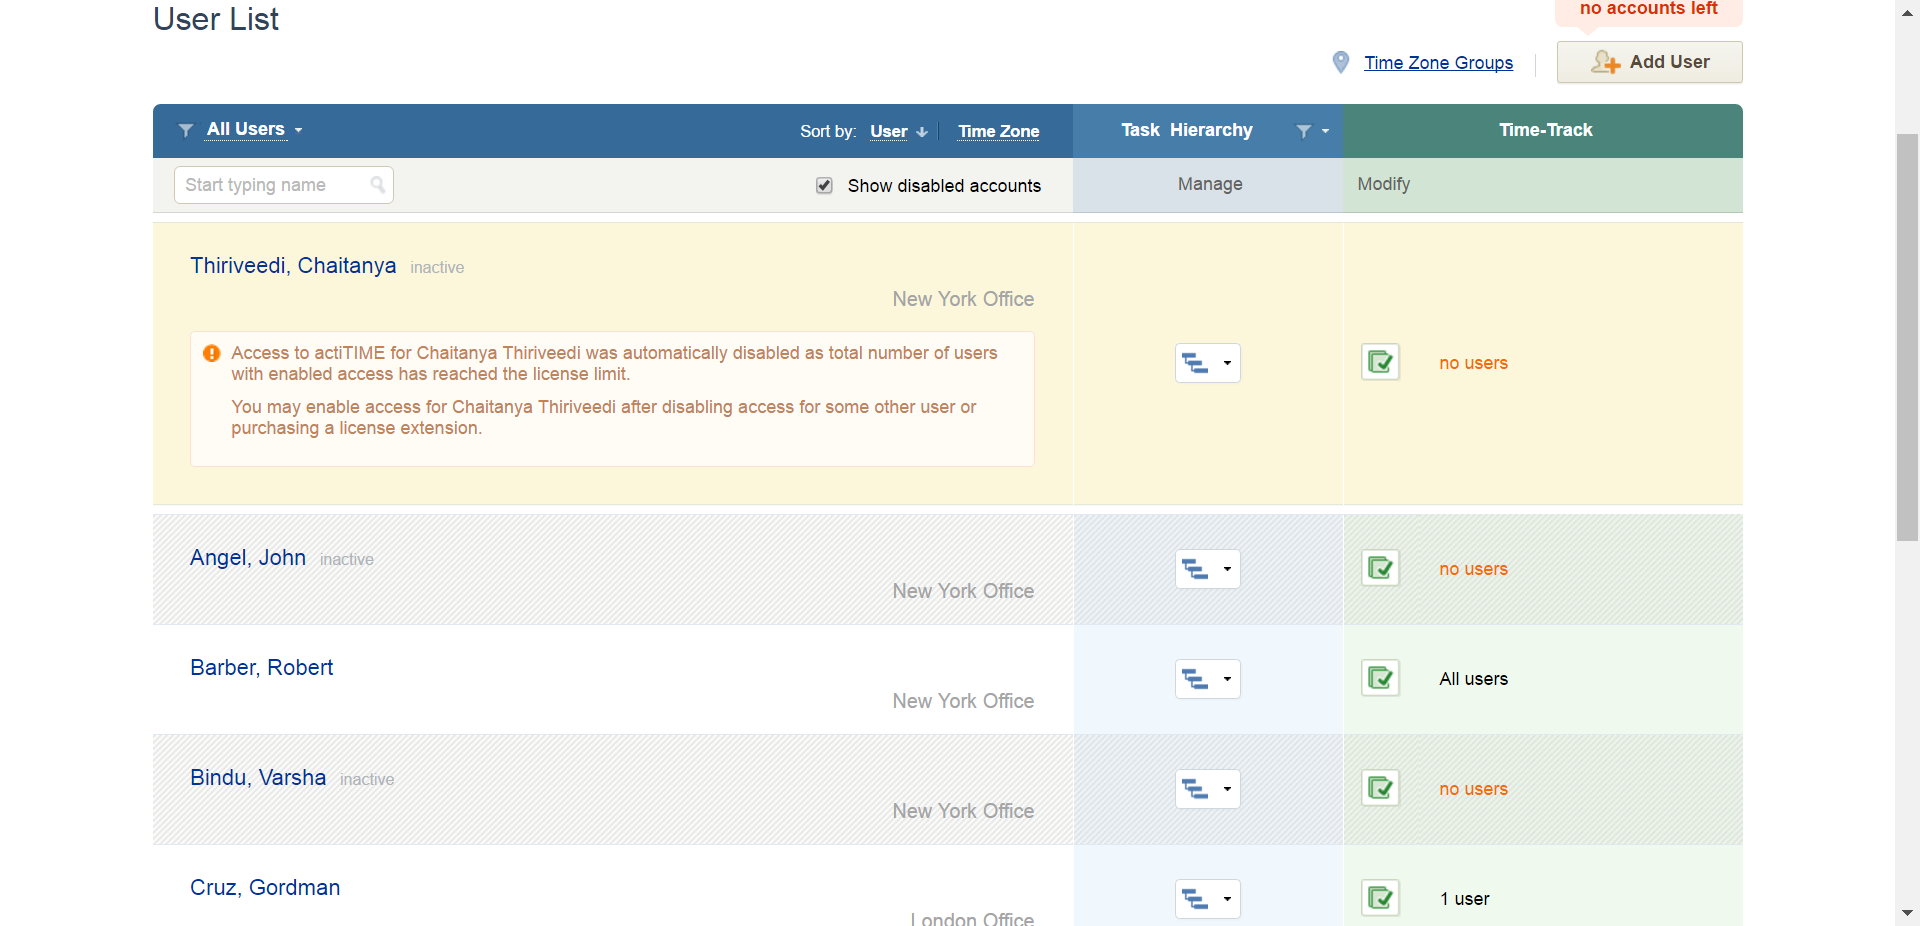 User List
no accounts left
Time Zone Groups
Add User
All Users
Sort by: User
Time Zone
Task Hierarchy
Time-Track
Start typing name
Show disabled accounts
Manage
Modify
Thiriveedi, Chaitanya inactive
New York Office
Access to actiTIME for Chaitanya Thiriveedi was automatically disabled as total number of users
with enabled access has reached the license limit.
You may enable access for Chaitanya Thiriveedi after disabling access for some other user or
purchasing a license extension.
no users
Angel, John inactive
New York Office
no users
Barber, Robert
New York Office
All users
Bindu, Varsha inactive
New York Office
no users
Cruz, Gordman
London Office
1 user